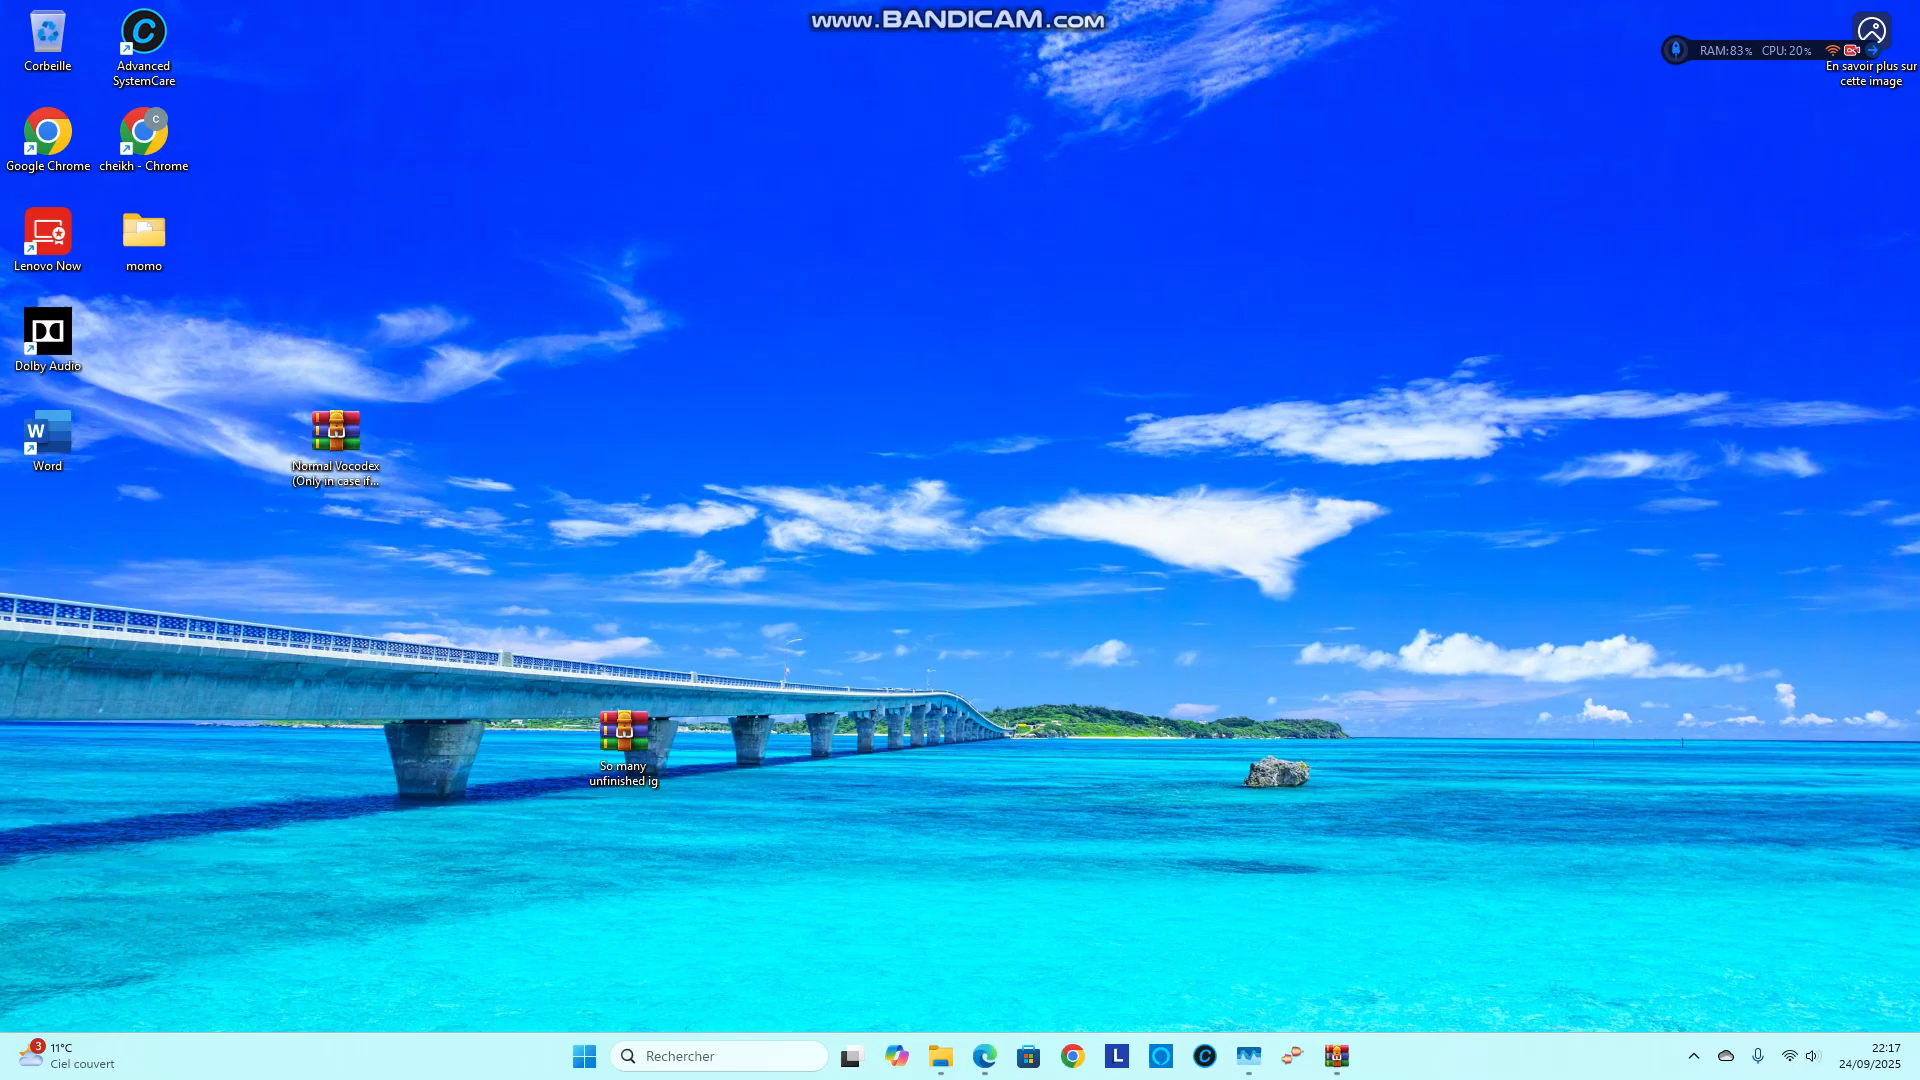 www.BANDICAM.com
Corbeille
Advanced
SystemCare
RAM:83% CPU:20%
En savoir plus sur
cette image
Google Chrome
cheikh - Chrome
Lenovo Now
momo
Dolby Audio
Word
Normal Vocodex
(Only in case if...
So many
unfinished ig
3
11°C
Ciel couvert
Rechercher
22:17
24/09/2025